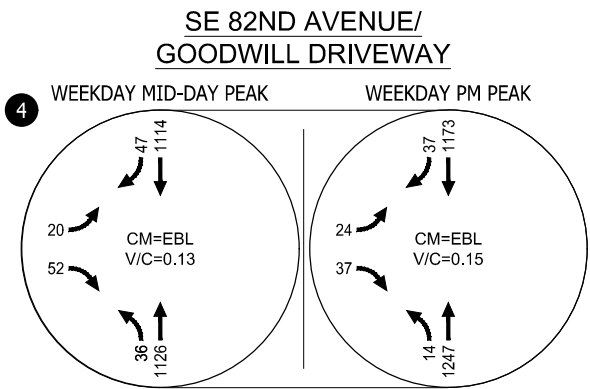 SE 82ND AVENUE/
GOODWILL DRIVEWAY
WEEKDAY MID-DAY PEAK
WEEKDAY PM PEAK
4
47
1114
20
52
CM=EBL
V/C=0.13
36
1126
37
1173
24
37
CM=EBL
V/C=0.15
14
1247